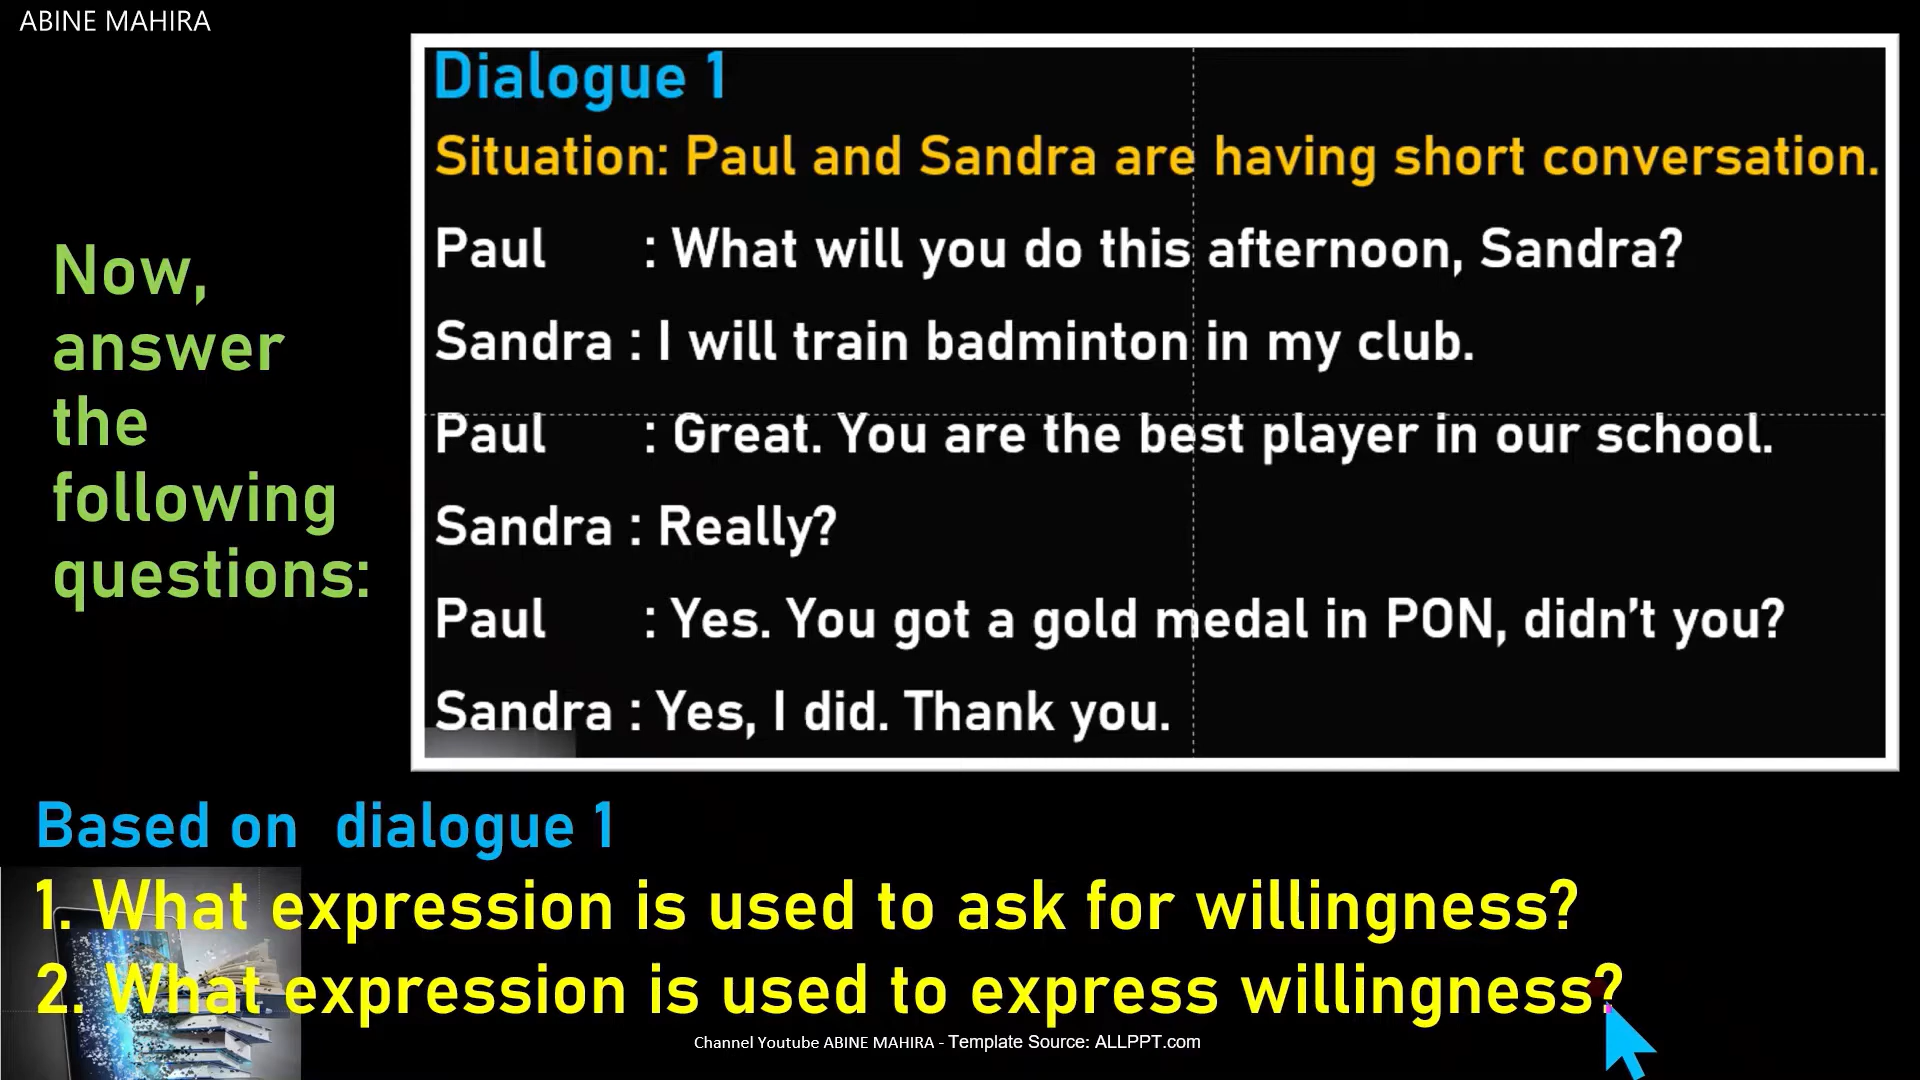 ABINE MAHIRA
Now,
answer
the
following
questions:
Dialogue 1
Situation: Paul and Sandra are having short conversation.
Paul : What will you do this afternoon, Sandra?
Sandra : I will train badminton in my club.
Paul : Great. You are the best player in our school.
Sandra : Really?
Paul : Yes. You got a gold medal in PON, didn’t you?
Sandra : Yes, I did. Thank you.
Based on dialogue 1
1. What expression is used to ask for willingness?
2. What expression is used to express willingness?
Channel Youtube ABINE MAHIRA - Template Source: ALLPPT.com